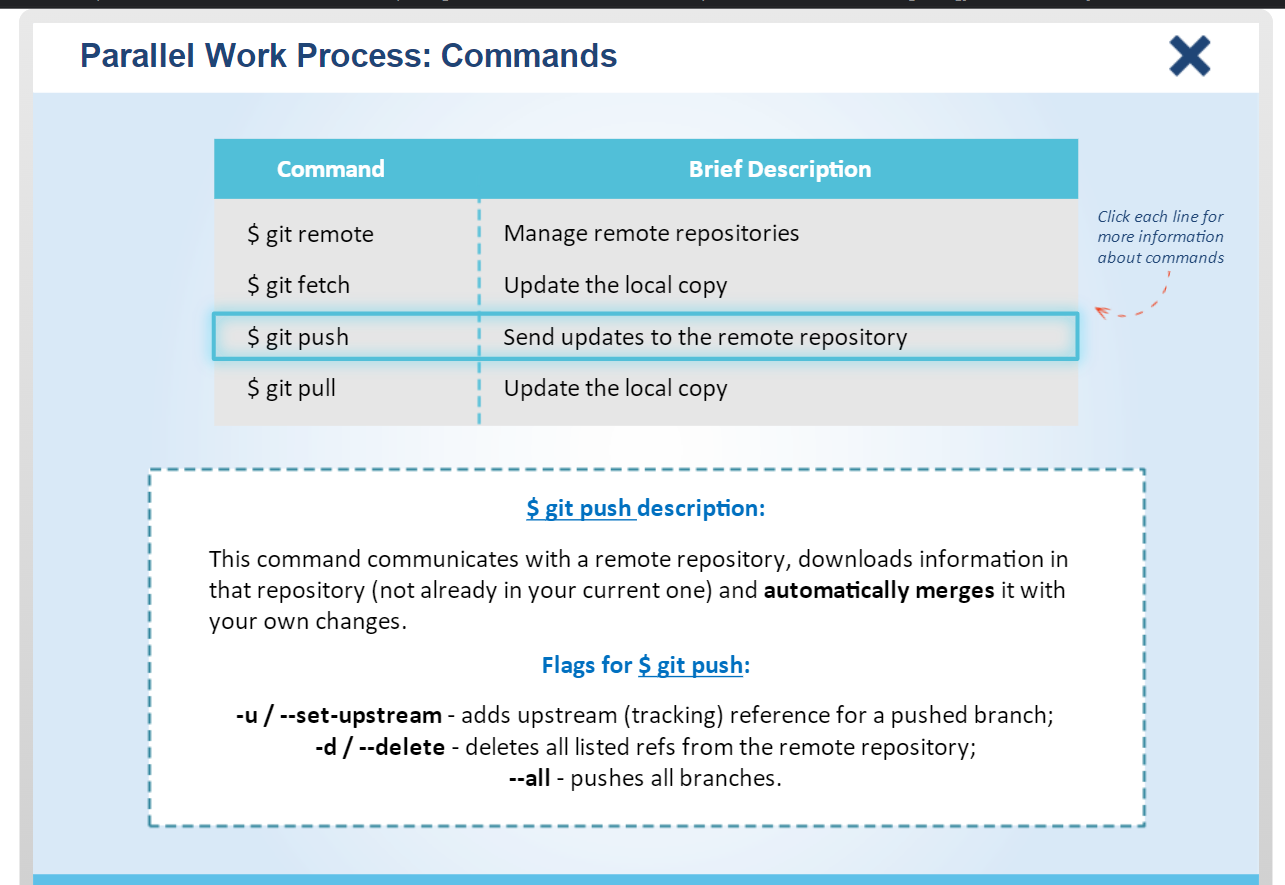 Parallel Work Process: Commands
Command Brief Description
$ git remote Manage remote repositories
$ git fetch Update the local copy
$ git push Send updates to the remote repository
$ git pull Update the local copy
Click each line for
more information
about commands
$ git push description:
This command communicates with a remote repository, downloads information in
that repository (not already in your current one) and automatically merges it with
your own changes.
Flags for $ git push:
-u / --set-upstream - adds upstream (tracking) reference for a pushed branch;
-d / --delete - deletes all listed refs from the remote repository;
--all - pushes all branches.